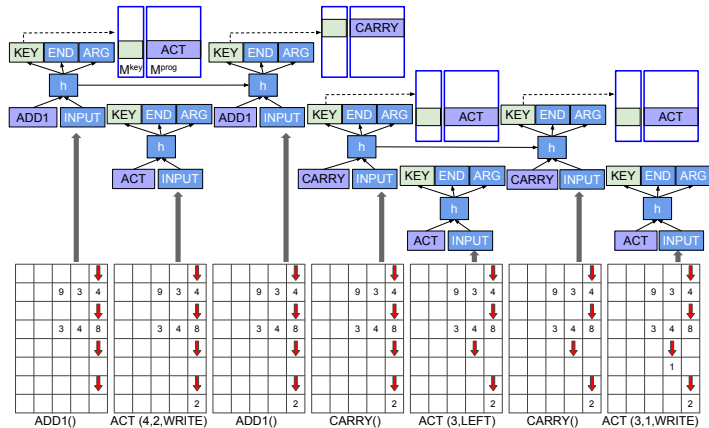 KEY END ARG
M^key M^prog
ACT
KEY END ARG
CARRY
h
h
ADD1 INPUT
ADD1 INPUT
KEY END ARG
h
ACT INPUT
KEY END ARG
ACT
KEY END ARG
ACT
h
h
CARRY INPUT
CARRY INPUT
KEY END ARG
h
ACT INPUT
KEY END ARG
h
ACT INPUT
9 3 4
3 4 8
ADD1()
9 3 4
3 4 8
2
ACT (4,2,WRITE)
9 3 4
3 4 8
2
ADD1()
9 3 4
3 4 8
2
CARRY()
9 3 4
3 4 8
2
ACT (3,LEFT)
9 3 4
3 4 8
2
CARRY()
9 3 4
3 4 8
1
2
ACT (3,1,WRITE)